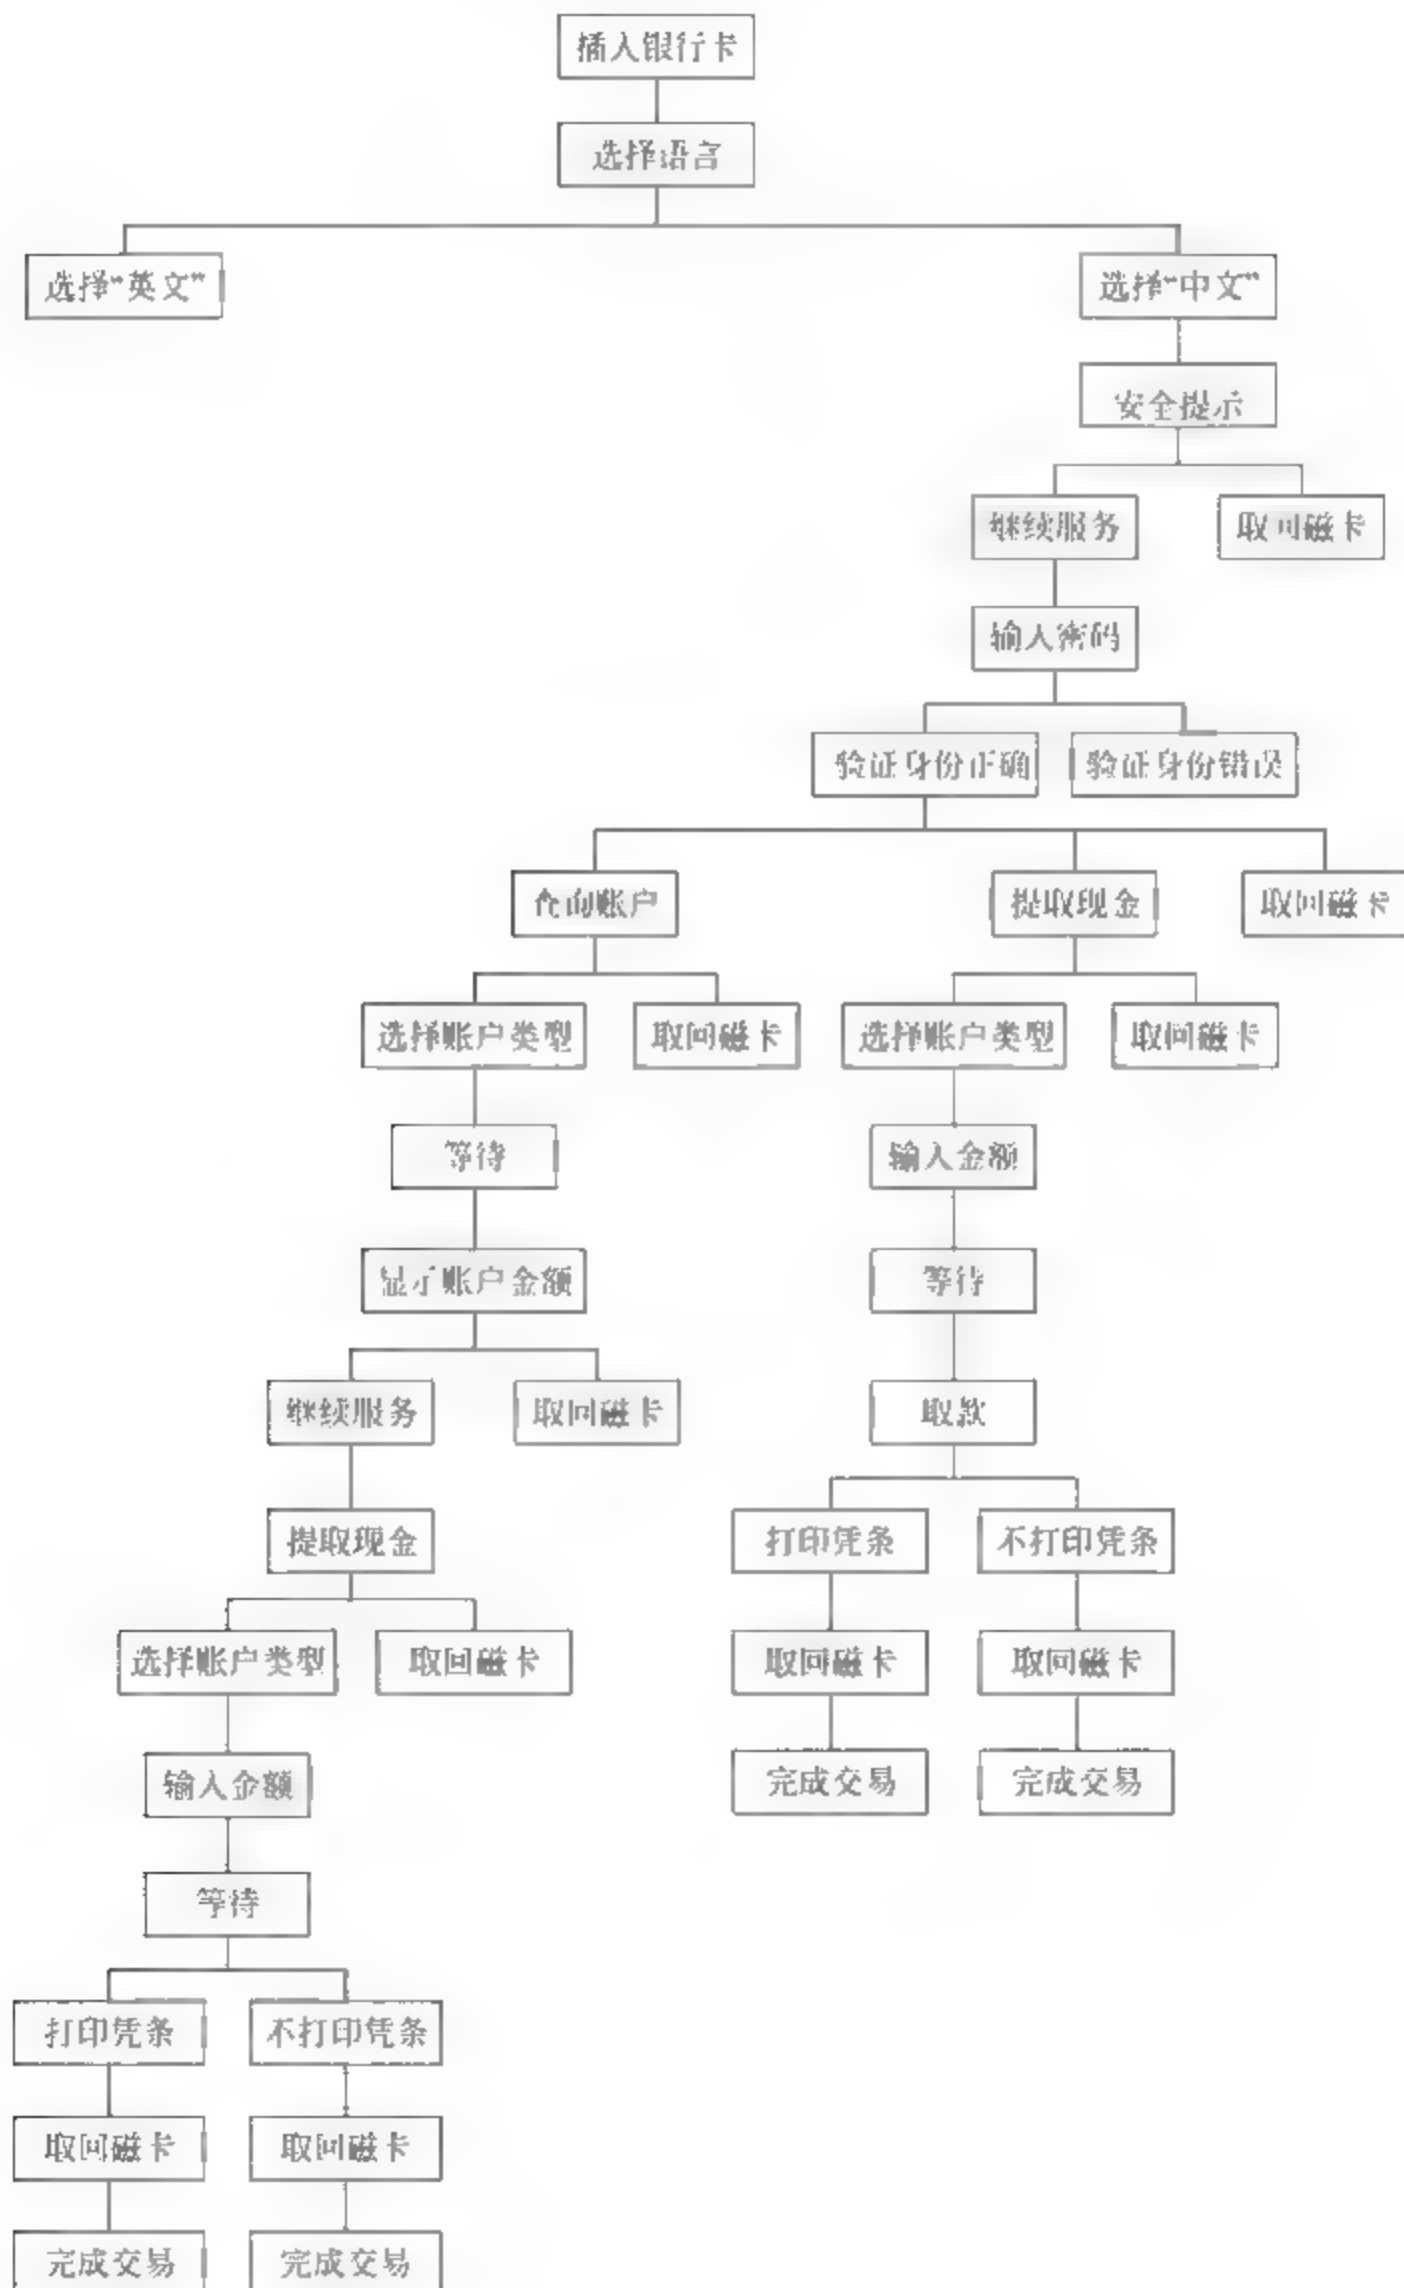 插入银行卡
选择语言
选择“英文”
选择“中文”
安全提示
继续服务
取回磁卡
输入密码
验证身份正确
验证身份错误
查询账户
提取现金
取回磁卡
选择账户类型
取回磁卡
选择账户类型
取回磁卡
等待
输入金额
显示账户金额
等待
继续服务
取回磁卡
取款
提取现金
打印凭条
不打印凭条
选择账户类型
取回磁卡
取回磁卡
取回磁卡
输入金额
完成交易
完成交易
等待
打印凭条
不打印凭条
取回磁卡
取回磁卡
完成交易
完成交易